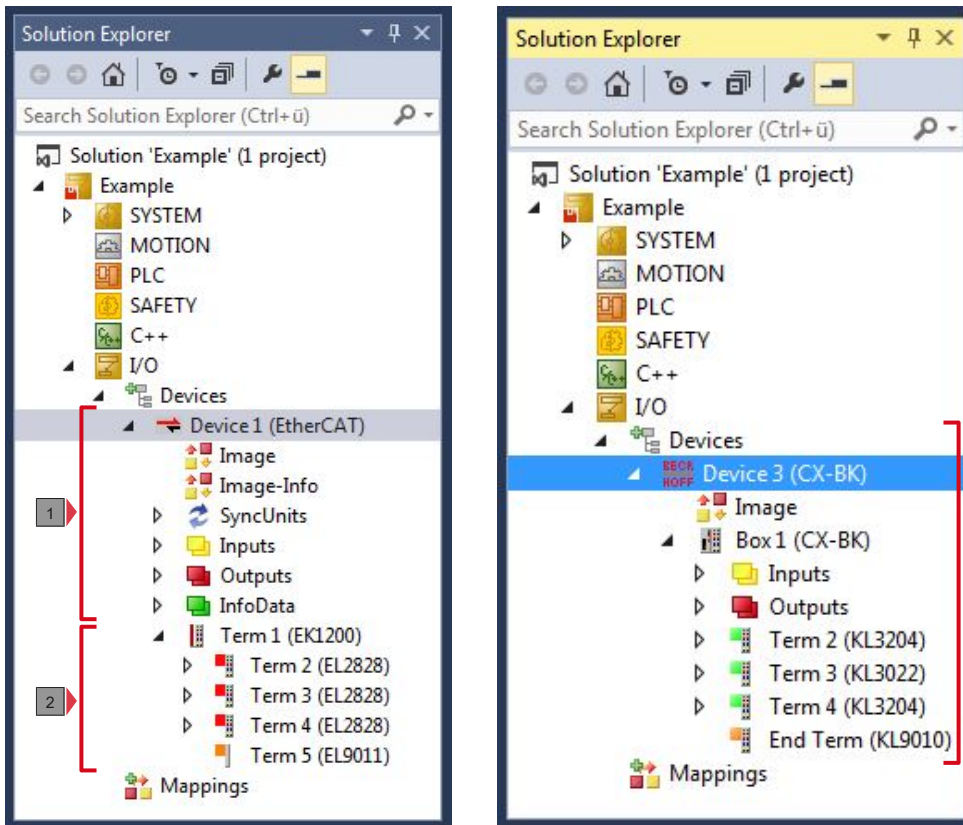 Solution Explorer
Search Solution Explorer (Ctrl+ü)
Solution 'Example' (1 project)
Example
SYSTEM
MOTION
PLC
SAFETY
C++
I/O
Devices
Device 1 (EtherCAT)
Image
Image-Info
1
SyncUnits
Inputs
Outputs
InfoData
Term 1 (EK1200)
Term 2 (EL2828)
2
Term 3 (EL2828)
Term 4 (EL2828)
Term 5 (EL9011)
Mappings
Solution Explorer
Search Solution Explorer (Ctrl+ü)
Solution 'Example' (1 project)
Example
SYSTEM
MOTION
PLC
SAFETY
C++
I/O
Devices
BECK
HOFF
Device 3 (CX-BK)
Image
Box 1 (CX-BK)
Inputs
Outputs
Term 2 (KL3204)
Term 3 (KL3022)
Term 4 (KL3204)
End Term (KL9010)
Mappings